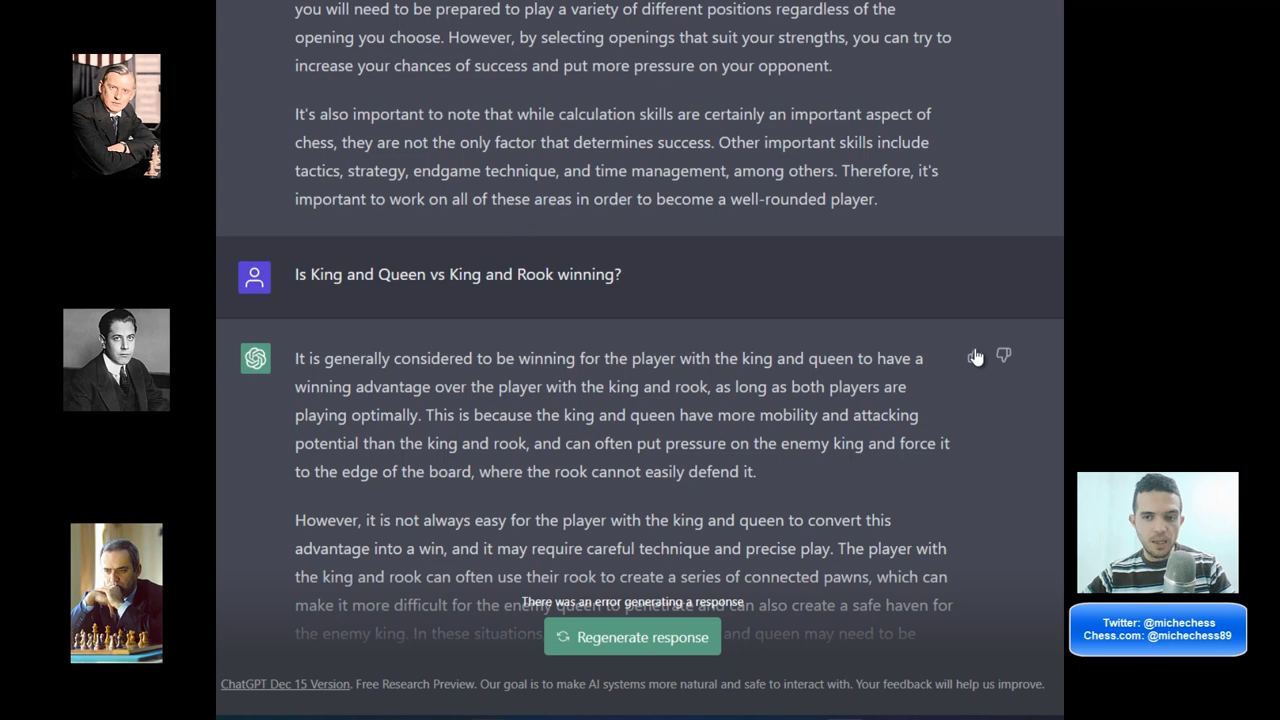 you will need to be prepared to play a variety of different positions regardless of the
opening you choose. However, by selecting openings that suit your strengths, you can try to
increase your chances of success and put more pressure on your opponent.
It's also important to note that while calculation skills are certainly an important aspect of
chess, they are not the only factor that determines success. Other important skills include
tactics, strategy, endgame technique, and time management, among others. Therefore, it's
important to work on all of these areas in order to become a well-rounded player.
Is King and Queen vs King and Rook winning?
It is generally considered to be winning for the player with the king and queen to have a
winning advantage over the player with the king and rook, as long as both players are
playing optimally. This is because the king and queen have more mobility and attacking
potential than the king and rook, and can often put pressure on the enemy king and force it
to the edge of the board, where the rook cannot easily defend it.
However, it is not always easy for the player with the king and queen to convert this
advantage into a win, and it may require careful technique and precise play. The player with
the king and rook can often use their rook to create a series of connected pawns, which can
There was an error generating a response
make it more difficult for the enemy queen to penetrate and can also create a safe haven for
the enemy king. In these situations and queen may need to be
Regenerate response
ChatGPT Dec 15 Version. Free Research Preview. Our goal is to make AI systems more natural and safe to interact with. Your feedback will help us improve.
Twitter: @michechess
Chess.com: @michechess89